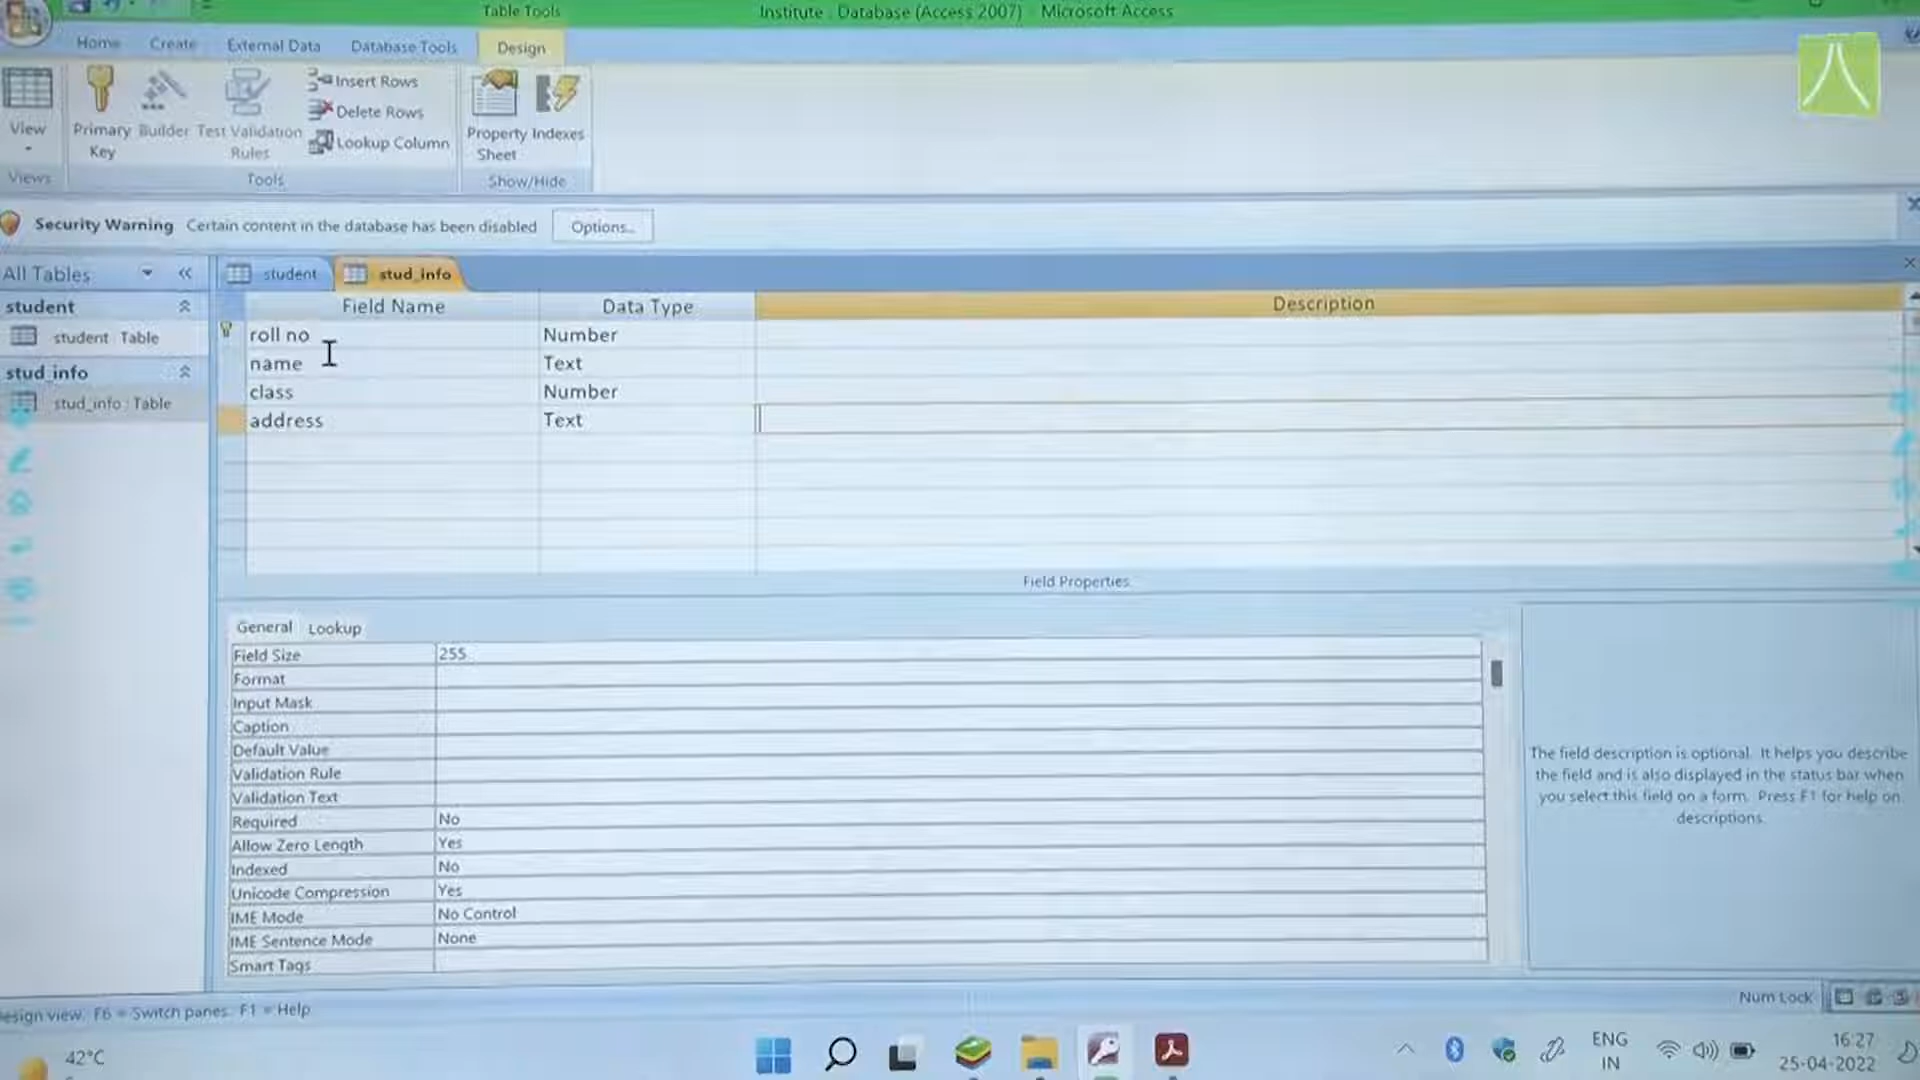 Table Tools
Institute : Database (Access 2007) - Microsoft Access
Home Create External Data Database Tools Design
View
Views
Primary Key
Builder
Test Validation Rules
Insert Rows
Delete Rows
Lookup Column
Tools
Property Sheet
Indexes
Show/Hide
Security Warning Certain content in the database has been disabled Options...
All Tables
student
student : Table
stud_info
stud_info : Table
student stud_info
Field Name Data Type Description
roll no Number
name Text
class Number
address Text
Field Properties
General Lookup
Field Size 255
Format
Input Mask
Caption
Default Value
Validation Rule
Validation Text
Required No
Allow Zero Length Yes
Indexed No
Unicode Compression Yes
IME Mode No Control
IME Sentence Mode None
Smart Tags
The field description is optional. It helps you describe
the field and is also displayed in the status bar when
you select this field on a form. Press F1 for help on
descriptions.
esign view. F6 = Switch panes. F1 = Help
Num Lock
42°C
ENG
IN
16:27
25-04-2022